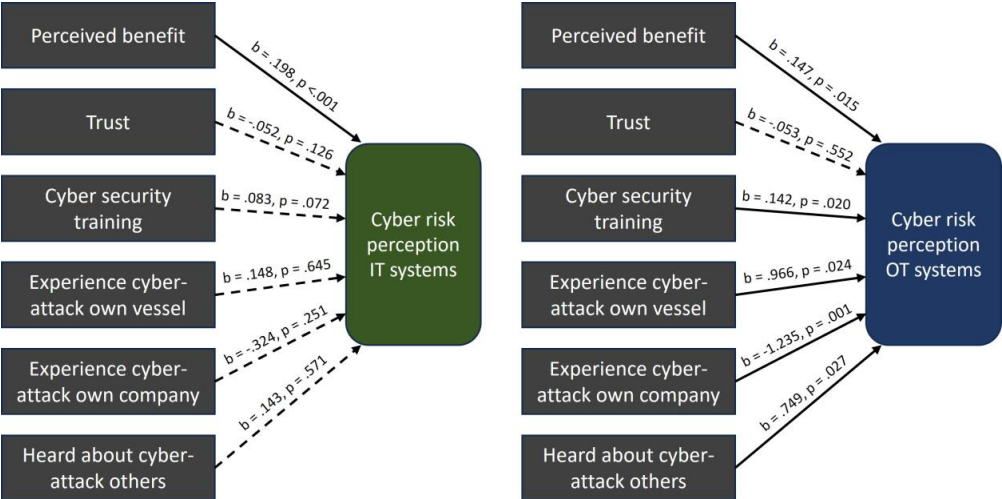 Perceived benefit
b = .198, p <.001
Trust
b = -.052, p = .126
Cyber security
training
b = .083, p = .072
Experience cyber-
attack own vessel
b = .148, p = .645
Experience cyber-
attack own company
b = -.324, p = .251
Heard about cyber-
attack others
b = .143, p = .571
Cyber risk
perception
IT systems
Perceived benefit
b = .147, p = .015
Trust
b = -.053, p = .552
Cyber security
training
b = .142, p = .020
Experience cyber-
attack own vessel
b = .966, p = .024
Experience cyber-
attack own company
b = -1.235, p = .001
Heard about cyber-
attack others
b = .749, p = .027
Cyber risk
perception
OT systems